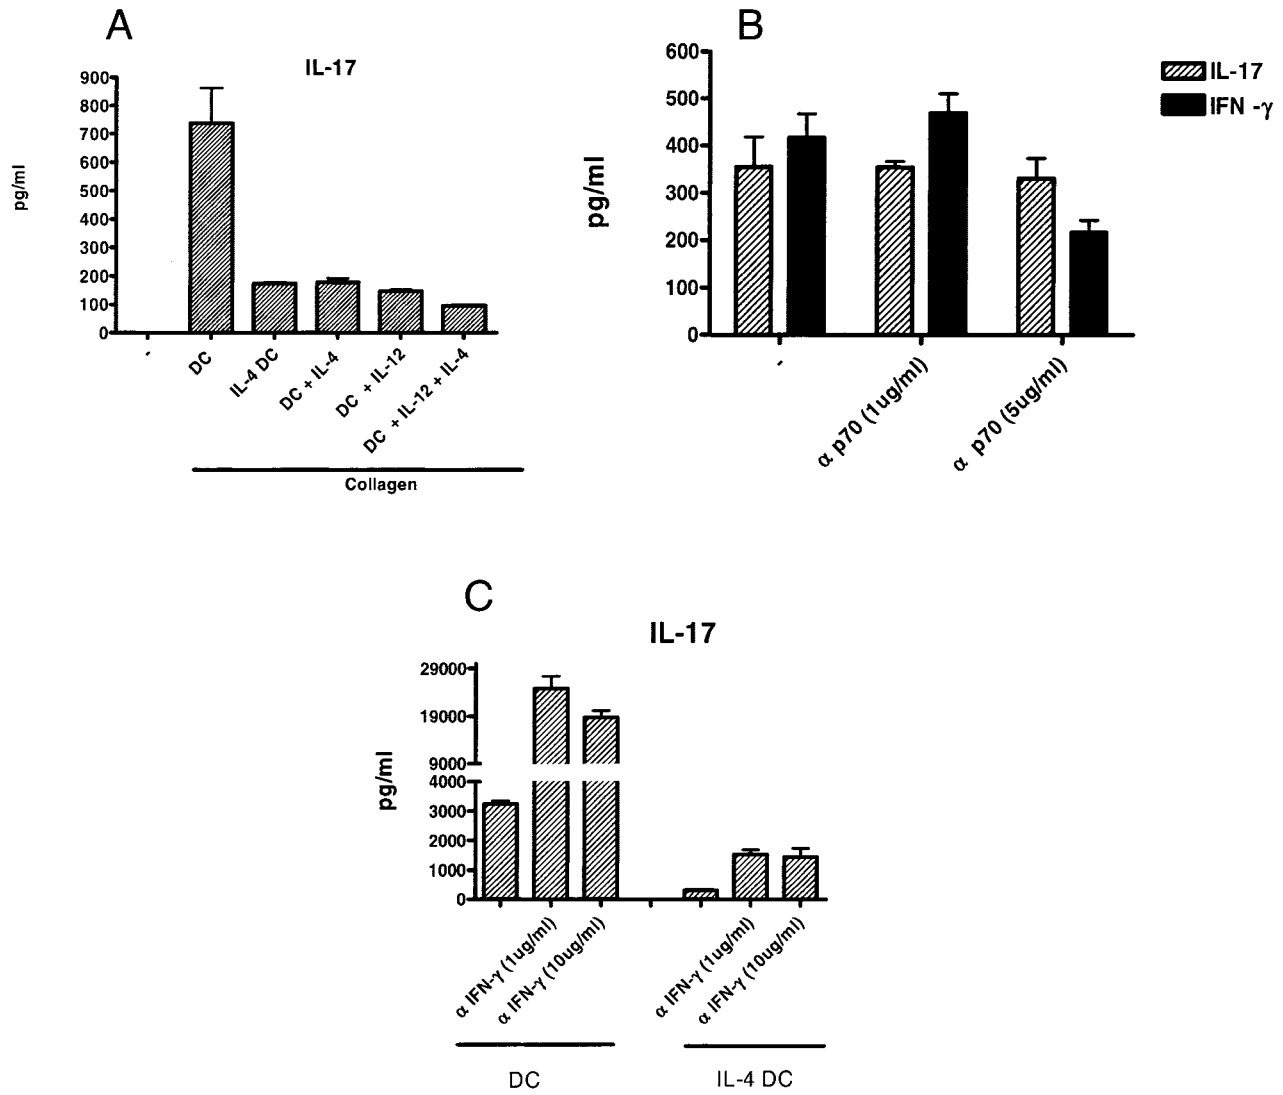 A
IL-17
pg/ml
900
800
700
600
500
400
300
200
100
0
-
DC
IL-4 DC
DC + IL-4
DC + IL-12
DC + IL-12 + IL-4
Collagen
B
pg/ml
600
500
400
300
200
100
0
-
α p70 (1ug/ml)
α p70 (5ug/ml)
IL-17
IFN -γ
C
IL-17
pg/ml
29000
19000
9000
4000
3000
2000
1000
0
α IFN-γ (1ug/ml)
α IFN-γ (10ug/ml)
α IFN-γ (1ug/ml)
α IFN-γ (10ug/ml)
DC
IL-4 DC